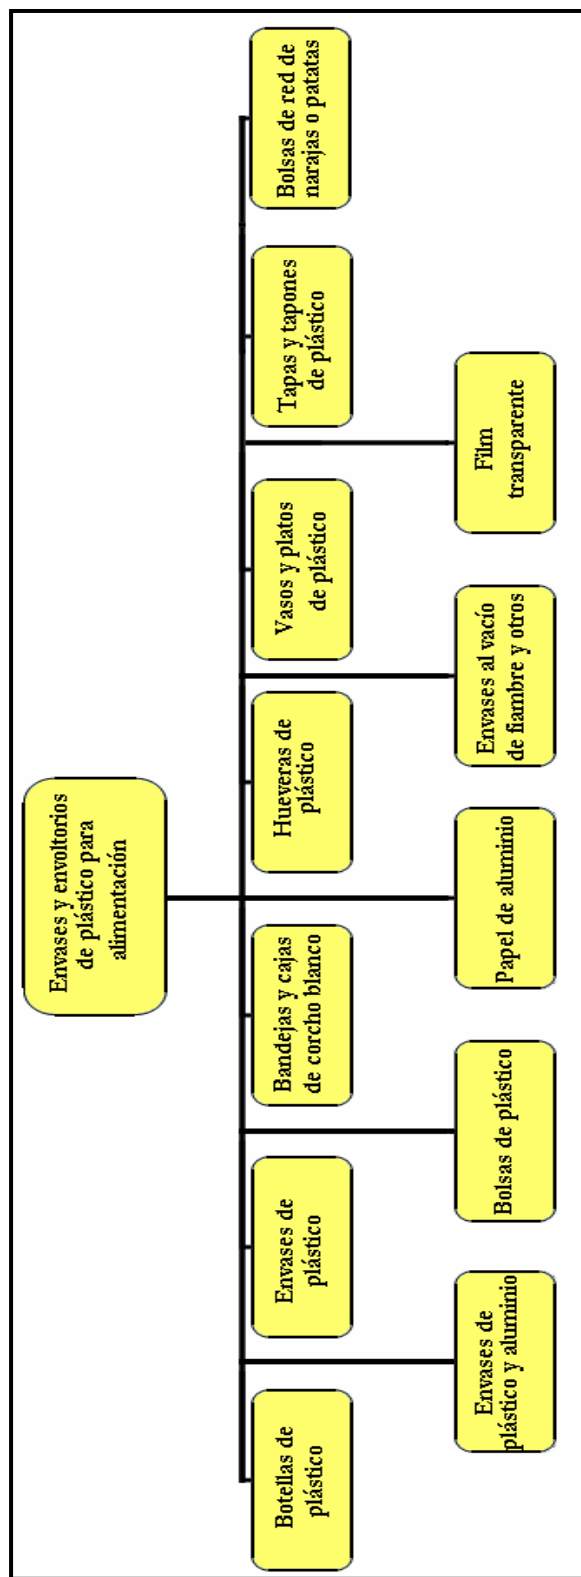 Envases y envoltorios
de plástico para
alimentación
Botellas de
plástico
Envases de
plástico
Bandejas y cajas
de corcho blanco
Hueveras de
plástico
Vasos y platos
de plástico
Tapas y tapones
de plástico
Bolsas de red de
narajas o patatas
Envases de
plástico y aluminio
Bolsas de plástico
Papel de aluminio
Envases al vacío
de fiambre y otros
Film
transparente